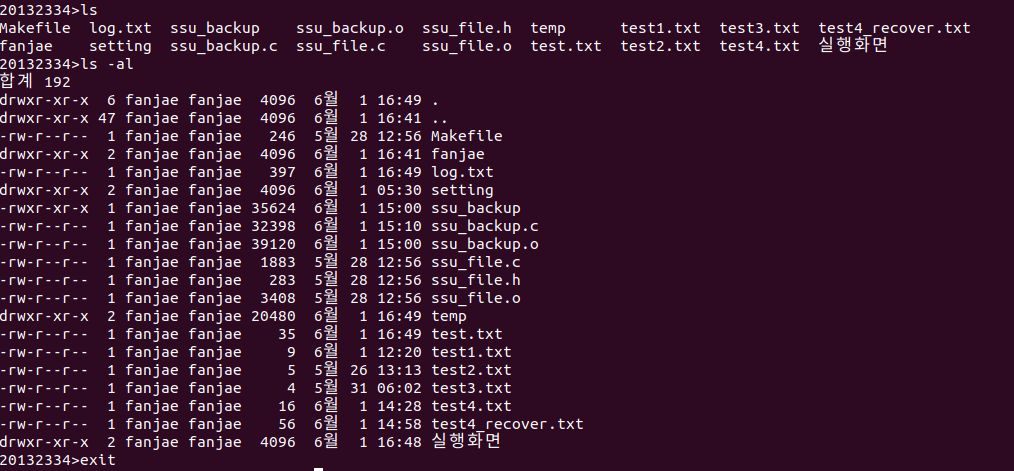 20132334>ls
Makefile  log.txt  ssu_backup    ssu_backup.o  ssu_file.h  temp      test1.txt  test3.txt  test4_recover.txt
fanjae    setting  ssu_backup.c  ssu_file.c    ssu_file.o  test.txt  test2.txt  test4.txt  실행화면
20132334>ls -al
합계 192
drwxr-xr-x  6 fanjae fanjae  4096  6월  1 16:49 .
drwxr-xr-x 47 fanjae fanjae  4096  6월  1 16:41 ..
-rw-r--r--  1 fanjae fanjae   246  5월 28 12:56 Makefile
drwxr-xr-x  2 fanjae fanjae  4096  6월  1 16:41 fanjae
-rw-r--r--  1 fanjae fanjae   397  6월  1 16:49 log.txt
drwxr-xr-x  2 fanjae fanjae  4096  6월  1 05:30 setting
-rwxr-xr-x  1 fanjae fanjae 35624  6월  1 15:00 ssu_backup
-rw-r--r--  1 fanjae fanjae 32398  6월  1 15:10 ssu_backup.c
-rw-r--r--  1 fanjae fanjae 39120  6월  1 15:00 ssu_backup.o
-rw-r--r--  1 fanjae fanjae  1883  5월 28 12:56 ssu_file.c
-rw-r--r--  1 fanjae fanjae   283  5월 28 12:56 ssu_file.h
-rw-r--r--  1 fanjae fanjae  3408  5월 28 12:56 ssu_file.o
drwxr-xr-x  2 fanjae fanjae 20480  6월  1 16:49 temp
-rw-r--r--  1 fanjae fanjae    35  6월  1 16:49 test.txt
-rw-r--r--  1 fanjae fanjae     9  6월  1 12:20 test1.txt
-rw-r--r--  1 fanjae fanjae     5  5월 26 13:13 test2.txt
-rw-r--r--  1 fanjae fanjae     4  5월 31 06:02 test3.txt
-rw-r--r--  1 fanjae fanjae    16  6월  1 14:28 test4.txt
-rw-r--r--  1 fanjae fanjae    56  6월  1 14:58 test4_recover.txt
drwxr-xr-x  2 fanjae fanjae  4096  6월  1 16:48 실행화면
20132334>exit